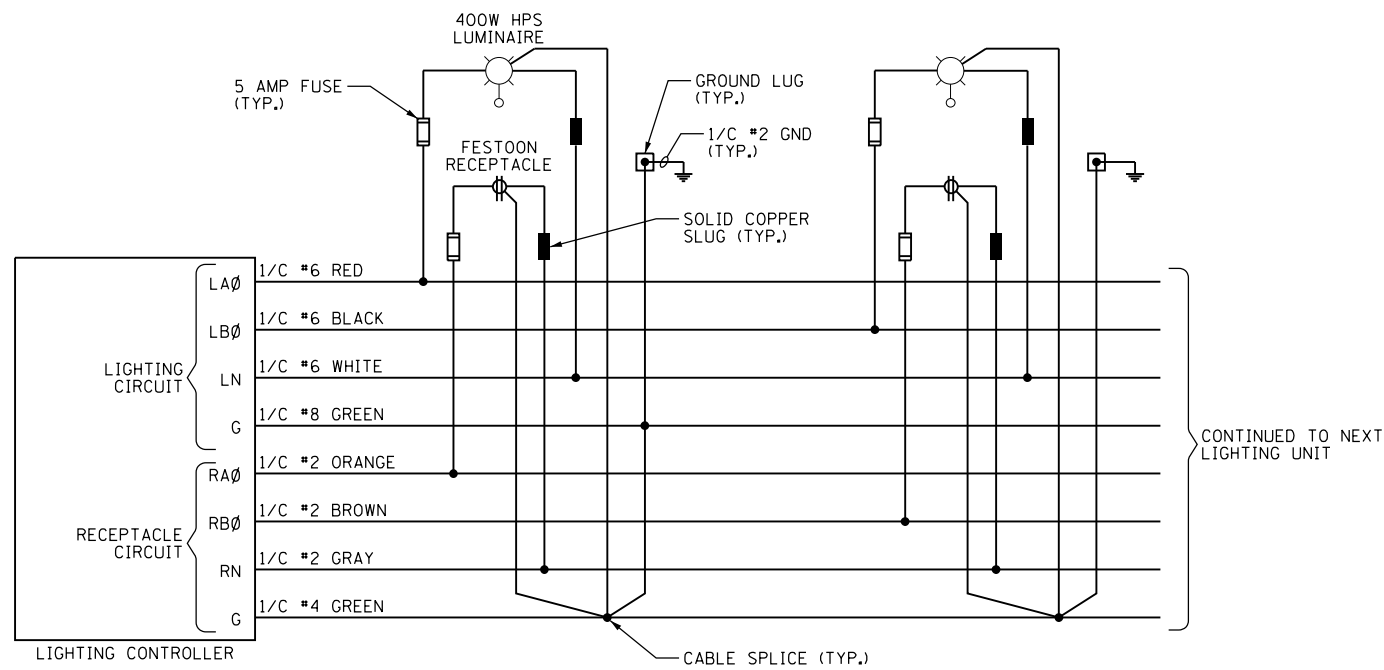 400W HPS
LUMINAIRE
5 AMP FUSE
(TYP.)
GROUND LUG
(TYP.)
1/C #2 GND
(TYP.)
FESTOON
RECEPTACLE
SOLID COPPER
SLUG (TYP.)
LIGHTING
CIRCUIT
LAØ
1/C #6 RED
LBØ
1/C #6 BLACK
LN
1/C #6 WHITE
G
1/C #8 GREEN
RECEPTACLE
CIRCUIT
RAØ
1/C #2 ORANGE
RBØ
1/C #2 BROWN
RN
1/C #2 GRAY
G
1/C #4 GREEN
CONTINUED TO NEXT
LIGHTING UNIT
LIGHTING CONTROLLER
CABLE SPLICE (TYP.)